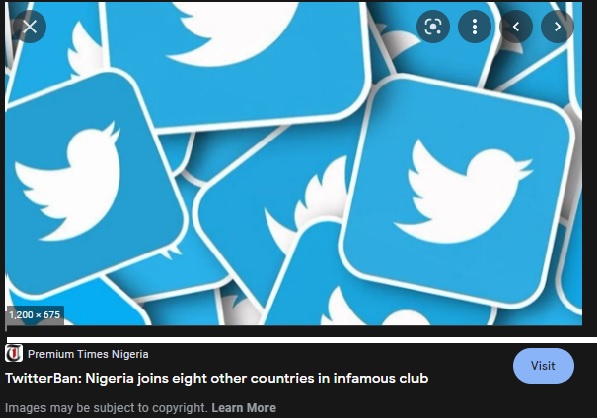 1,200 × 675
Premium Times Nigeria
Visit
TwitterBan: Nigeria joins eight other countries in infamous club
Images may be subject to copyright. Learn More